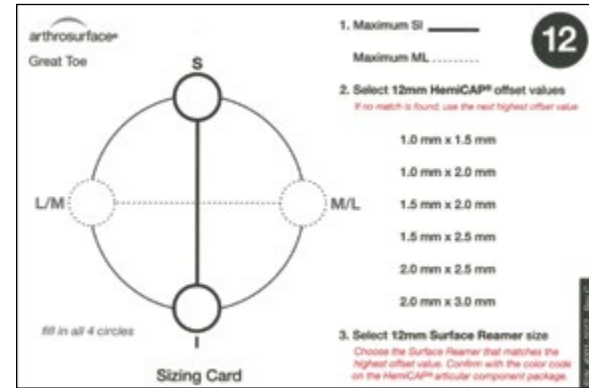 arthrosurface®
Great Toe
S
L/M
M/L
I
fill in all 4 circles
Sizing Card
1. Maximum SI
Maximum ML
12
2. Select 12mm HemiCAP® offset values
If no match is found, use the next highest offset value
1.0 mm x 1.5 mm
1.0 mm x 2.0 mm
1.5 mm x 2.0 mm
1.5 mm x 2.5 mm
2.0 mm x 2.5 mm
2.0 mm x 3.0 mm
3. Select 12mm Surface Reamer size
Choose the Surface Reamer that matches the
highest offset value. Confirm with the color code
on the HemiCAP® articular component package.